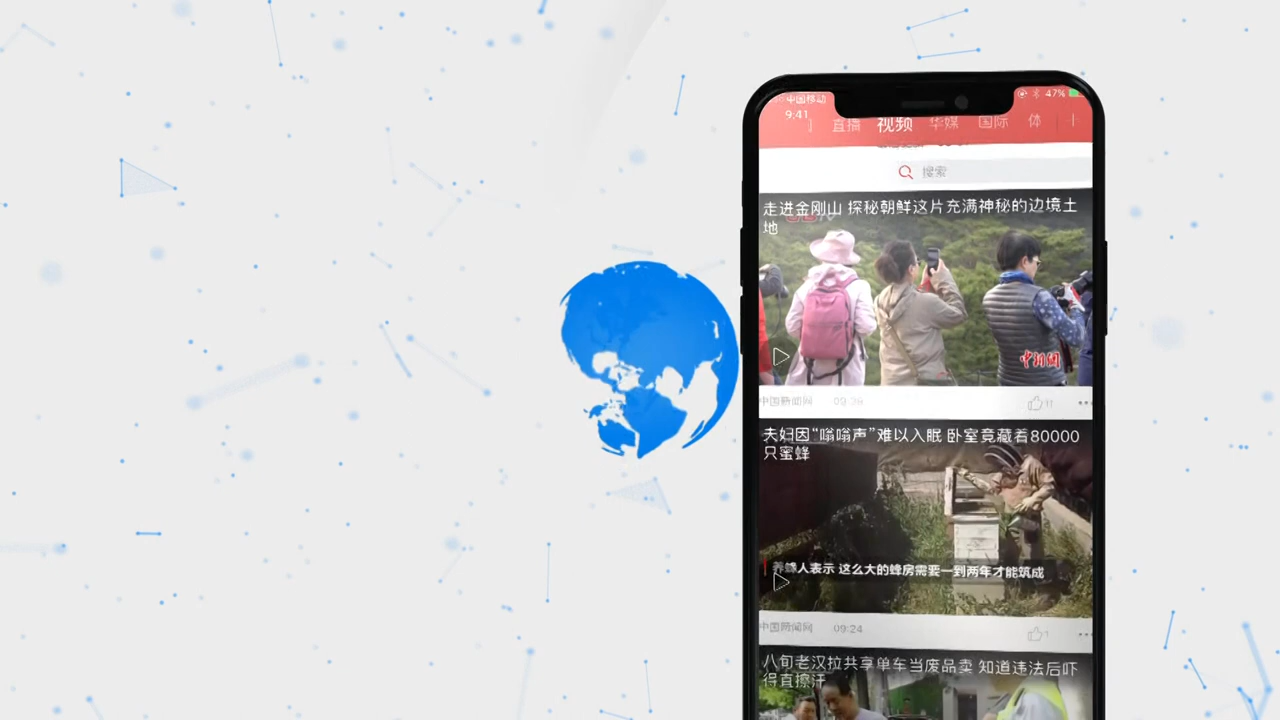 中国移动
47%
9:41
直播 视频 华媒 国际 体
搜索
走进金刚山 探秘朝鲜这片充满神秘的边境土
地
中国新闻网 09:38
11
夫妇因“嗡嗡声”难以入眠 卧室竟藏着80000
只蜜蜂
养蜂人表示 这么大的蜂房需要一到两年才能筑成
中国新闻网 09:24
1
八旬老汉拉共享单车当废品卖 知道违法后吓
得直擦汗